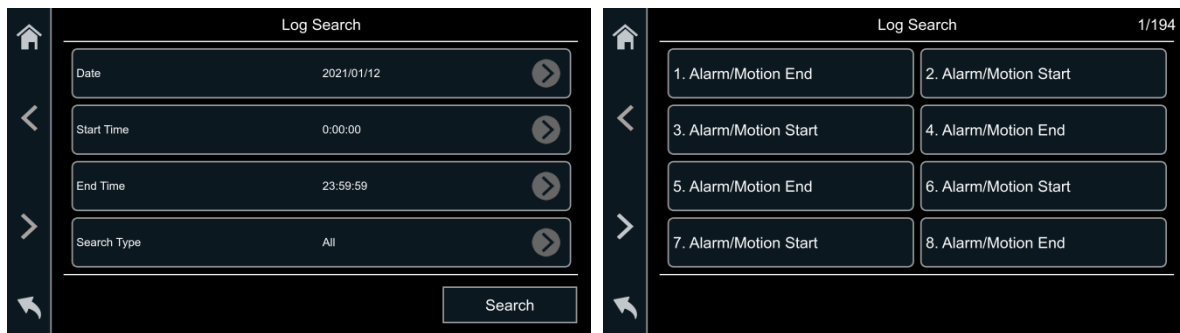 Log Search
Date 2021/01/12
Start Time 0:00:00
End Time 23:59:59
Search Type All
Search
Log Search 1/194
1. Alarm/Motion End 2. Alarm/Motion Start
3. Alarm/Motion Start 4. Alarm/Motion End
5. Alarm/Motion End 6. Alarm/Motion Start
7. Alarm/Motion Start 8. Alarm/Motion End